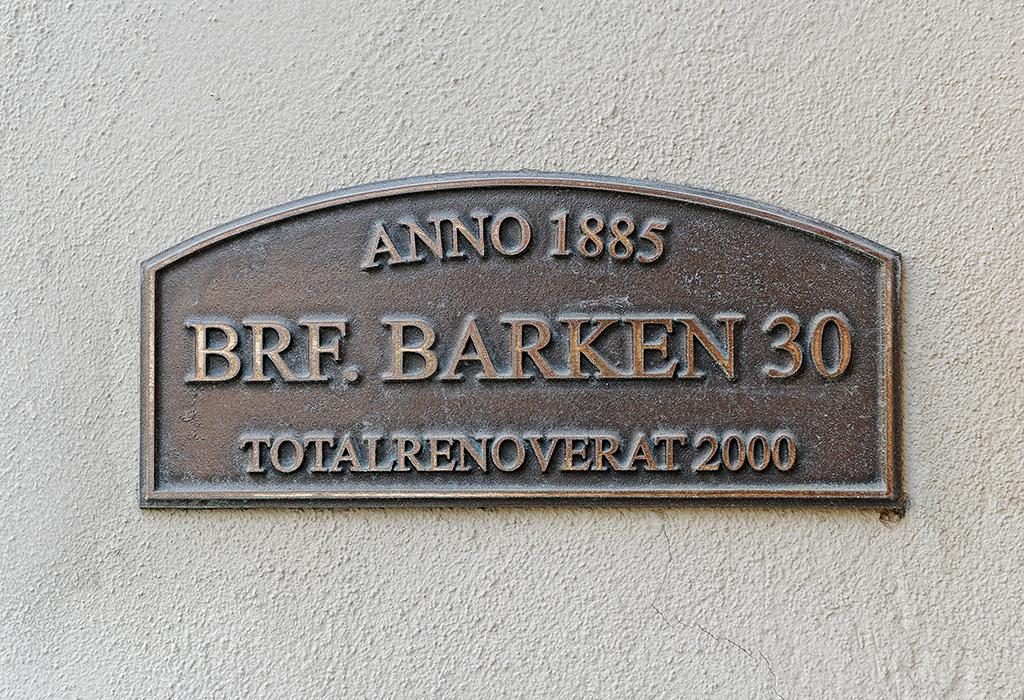 ANNO 1885
BRF. BARKEN 30
TOTALRENOVERAT 2000